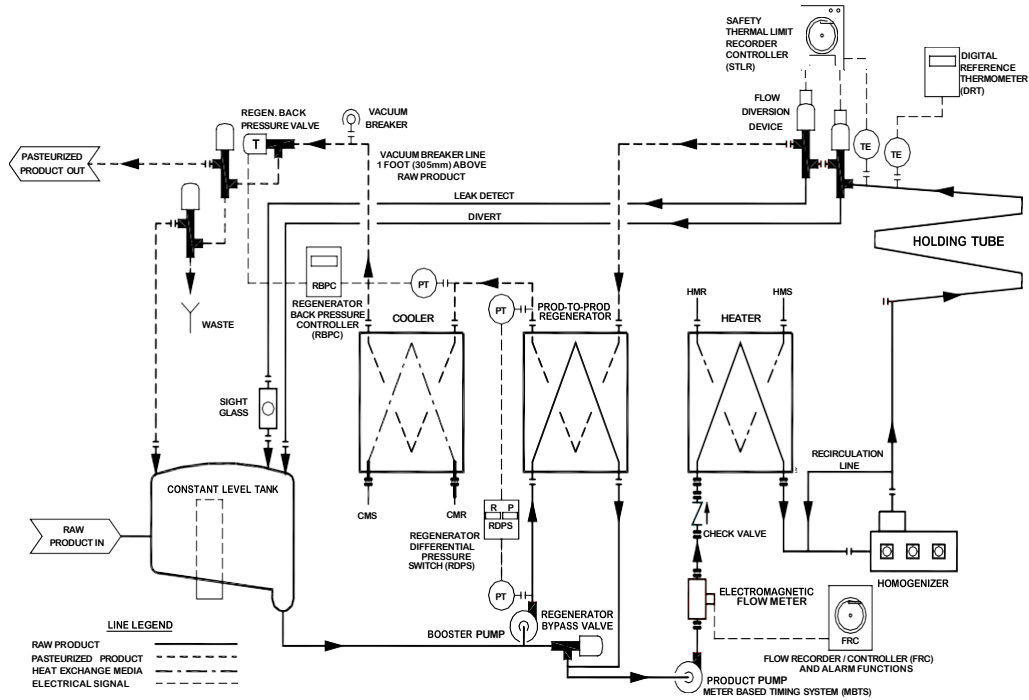 SAFETY
THERMAL LIMIT
RECORDER
CONTROLLER
(STLR)
DIGITAL
REFERENCE
THERMOMETER
(DRT)
FLOW
DIVERSION
DEVICE
TE
TE
REGEN. BACK
PRESSURE VALVE
T
VACUUM
BREAKER
PASTEURIZED
PRODUCT OUT
VACUUM BREAKER LINE
1 FOOT (305mm) ABOVE
RAW PRODUCT
LEAK DETECT
DIVERT
HOLDING TUBE
RBPC
REGENERATOR
BACK PRESSURE
CONTROLLER
(RBPC)
PT
PT
WASTE
COOLER
PROD-TO-PROD
REGENERATOR
HMR
HMS
HEATER
SIGHT
GLASS
RECIRCULATION
LINE
CONSTANT LEVEL TANK
RAW
PRODUCT IN
CMS
CMR
R P
RDPS
REGENERATOR
DIFFERENTIAL
PRESSURE
SWITCH (RDPS)
PT
CHECK VALVE
HOMOGENIZER
ELECTROMAGNETIC
FLOW METER
FRC
FLOW RECORDER / CONTROLLER (FRC)
AND ALARM FUNCTIONS
BOOSTER PUMP
REGENERATOR
BYPASS VALVE
PRODUCT PUMP
METER BASED TIMING SYSTEM (MBTS)
LINE LEGEND
RAW PRODUCT
PASTEURIZED PRODUCT
HEAT EXCHANGE MEDIA
ELECTRICAL SIGNAL